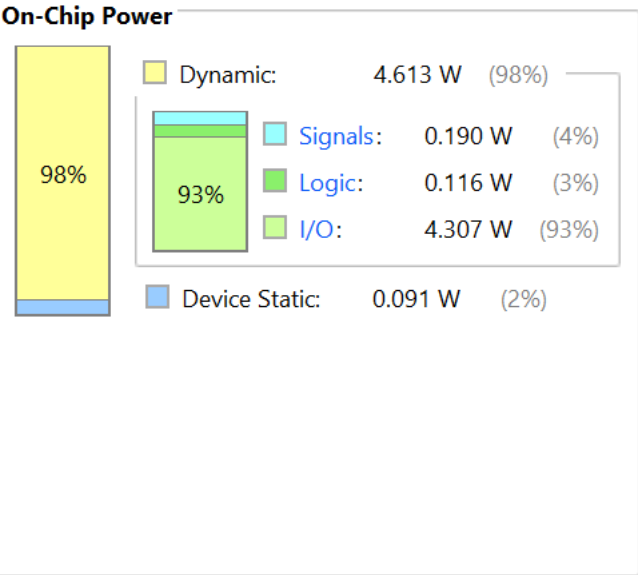 On-Chip Power
Dynamic: 4.613 W (98%)
98%
Signals: 0.190 W (4%)
Logic: 0.116 W (3%)
93%
I/O: 4.307 W (93%)
Device Static: 0.091 W (2%)